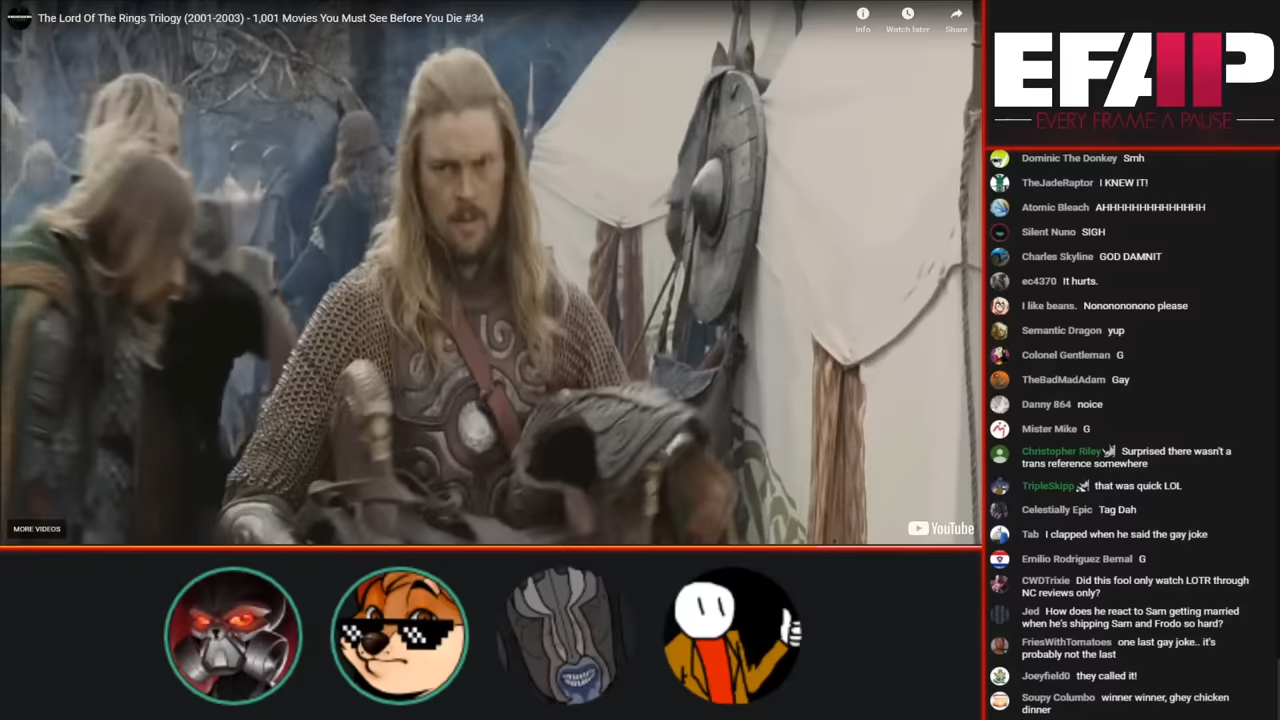 The Lord Of The Rings Trilogy (2001-2003) - 1,001 Movies You Must See Before You Die #34
Info
Watch later
Share
MORE VIDEOS
YouTube
EFAP
EVERY FRAME A PAUSE
Dominic The Donkey Smh
TheJadeRaptor I KNEW IT!
Atomic Bleach AHHHHHHHHHHHHHH
Silent Nuno SIGH
Charles Skyline GOD DAMNIT
ec4370 It hurts.
I like beans. Nononononono please
Semantic Dragon yup
Colonel Gentleman G
TheBadMadAdam Gay
Danny 864 noice
Mister Mike G
Christopher Riley Surprised there wasn't a
trans reference somewhere
TripleSkipp that was quick LOL
Celestially Epic Tag Dah
Tab I clapped when he said the gay joke
Emilio Rodriguez Bernal G
CWDTrixie Did this fool only watch LOTR through
NC reviews only?
Jed How does he react to Sam getting married
when he's shipping Sam and Frodo so hard?
FriesWithTomatoes one last gay joke.. it's
probably not the last
Joeyfield0 they called it!
Soupy Columbo winner winner, ghey chicken
dinner